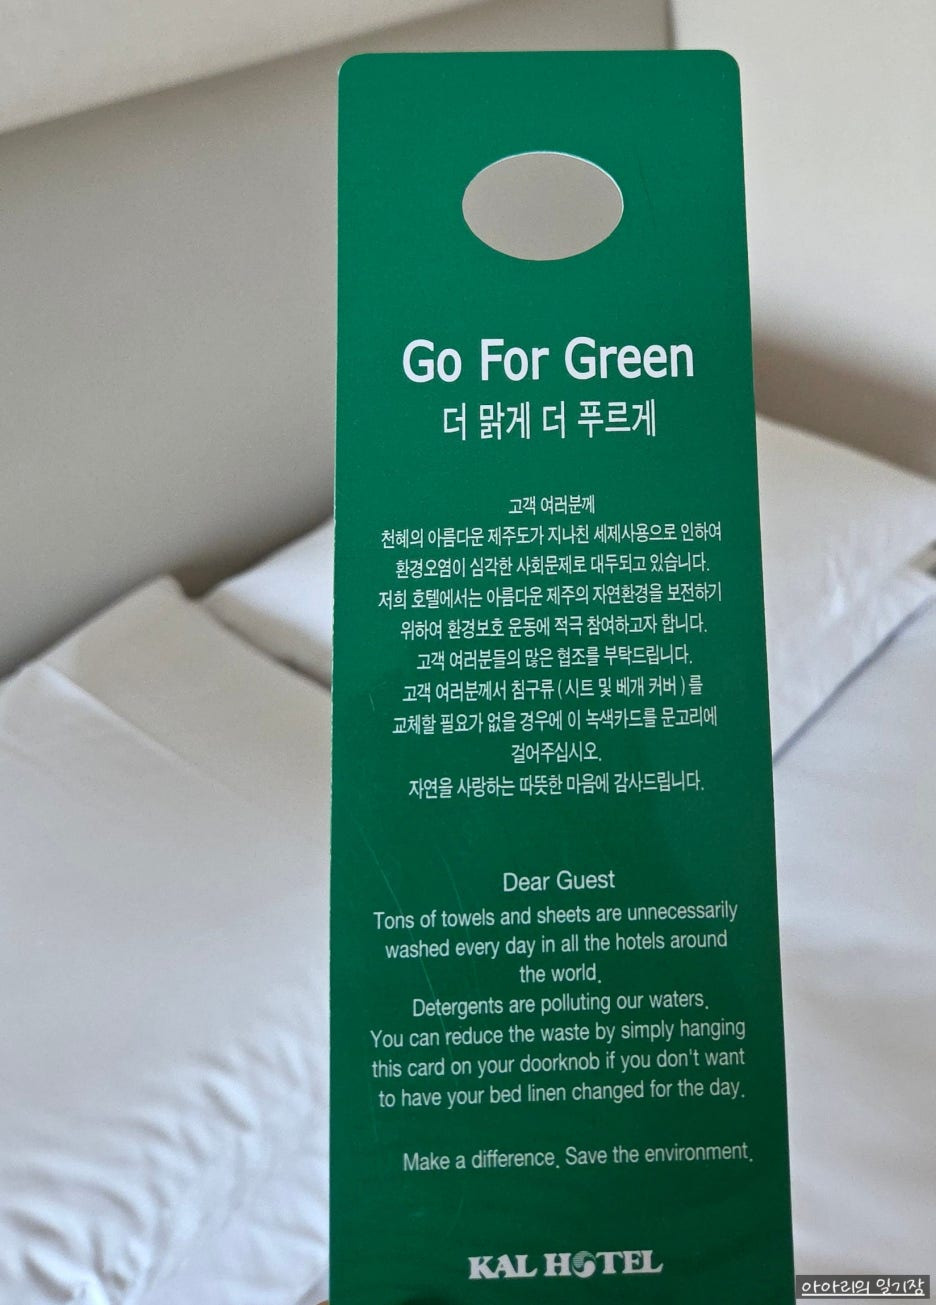 Go For Green
더 맑게 더 푸르게
고객 여러분께
천혜의 아름다운 제주도가 지나친 세제사용으로 인하여
환경오염이 심각한 사회문제로 대두되고 있습니다.
저희 호텔에서는 아름다운 제주의 자연환경을 보전하기
위하여 환경보호 운동에 적극 참여하고자 합니다.
고객 여러분들의 많은 협조를 부탁드립니다.
고객 여러분께서 침구류 ( 시트 및 베개 커버 ) 를
교체할 필요가 없을 경우에 이 녹색카드를 문고리에
걸어주십시오.
자연을 사랑하는 따뜻한 마음에 감사드립니다.
Dear Guest
Tons of towels and sheets are unnecessarily
washed every day in all the hotels around
the world.
Detergents are polluting our waters.
You can reduce the waste by simply hanging
this card on your doorknob if you don't want
to have your bed linen changed for the day.
Make a difference. Save the environment.
KAL HOTEL
아아리의 일기장